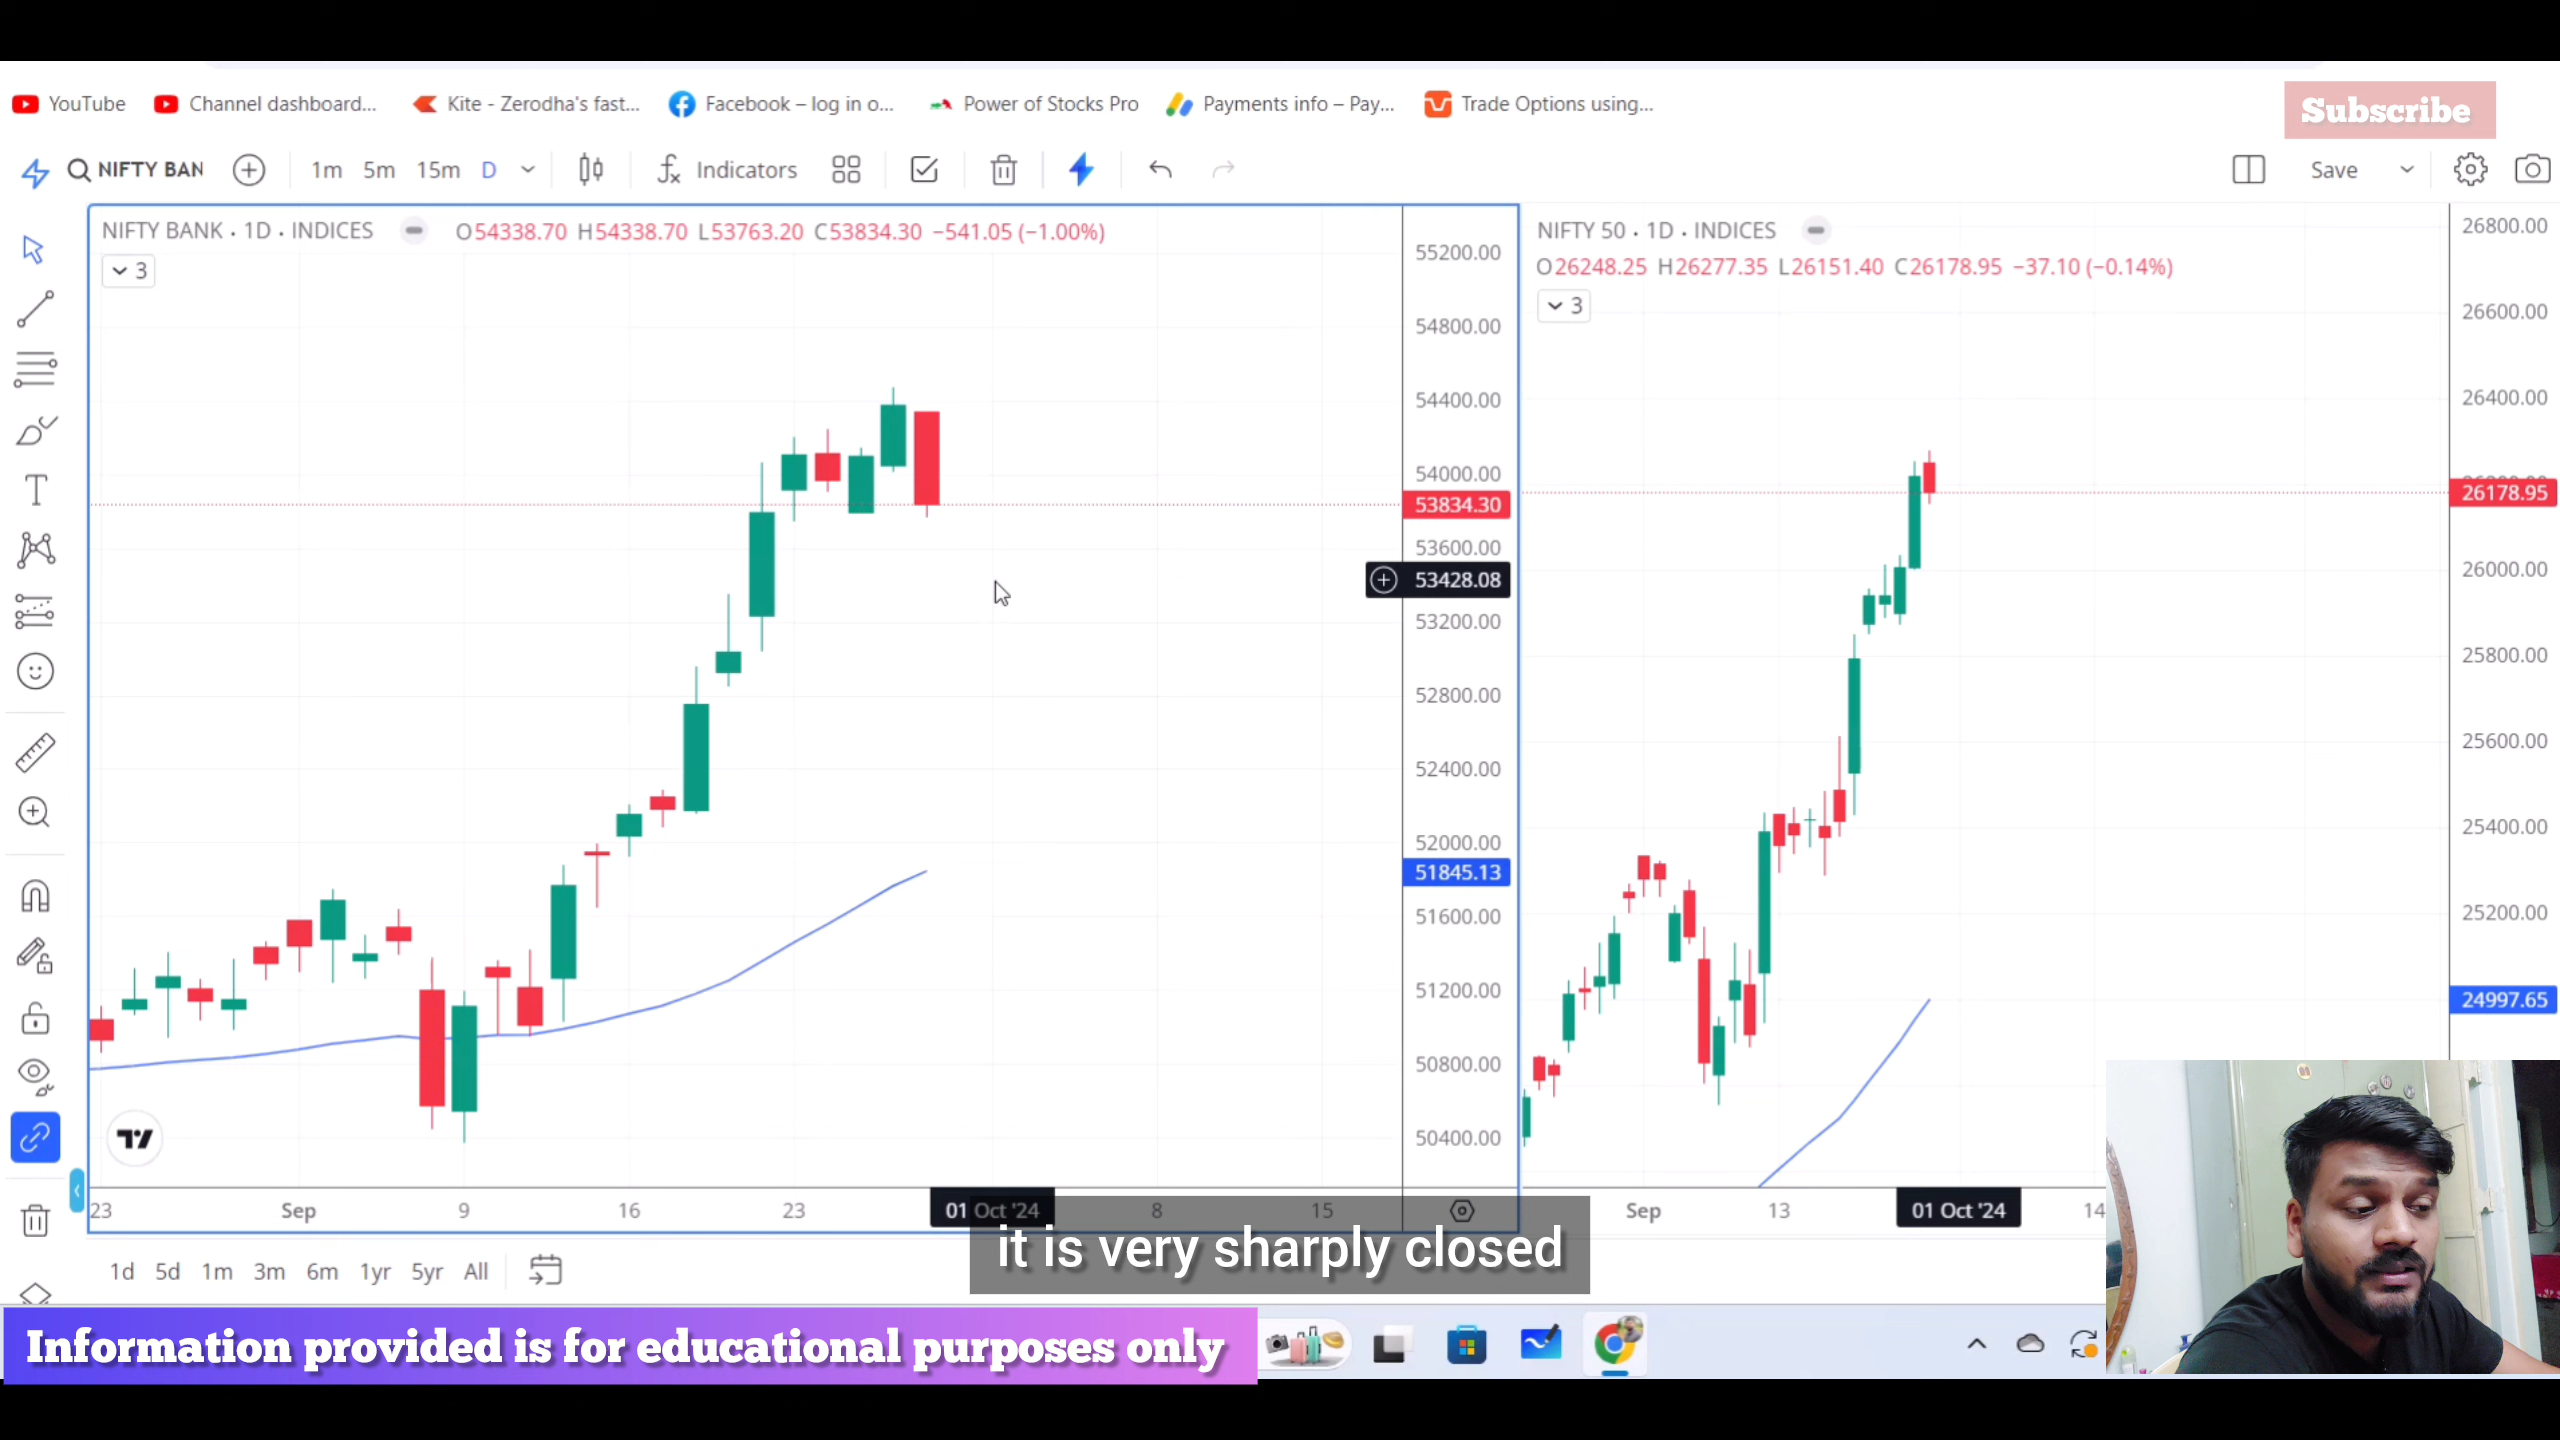 YouTube
Channel dashboard...
Kite - Zerodha's fast...
Facebook – log in o...
Power of Stocks Pro
Payments info – Pay...
Trade Options using...
Subscribe
NIFTY BAN
1m 5m 15m D
Indicators
Save
NIFTY BANK · 1D · INDICES
O54338.70 H54338.70 L53763.20 C53834.30 −541.05 (−1.00%)
3
55200.00
54800.00
54400.00
54000.00
53834.30
53600.00
53428.08
53200.00
52800.00
52400.00
52000.00
51845.13
51600.00
51200.00
50800.00
50400.00
23 Sep 9 16 23 01 Oct '24 8 15
NIFTY 50 · 1D · INDICES
O26248.25 H26277.35 L26151.40 C26178.95 −37.10 (−0.14%)
3
26800.00
26600.00
26400.00
26178.95
26000.00
25800.00
25600.00
25400.00
25200.00
24997.65
Sep 13 01 Oct '24 14
it is very sharply closed
1d 5d 1m 3m 6m 1yr 5yr All
Information provided is for educational purposes only